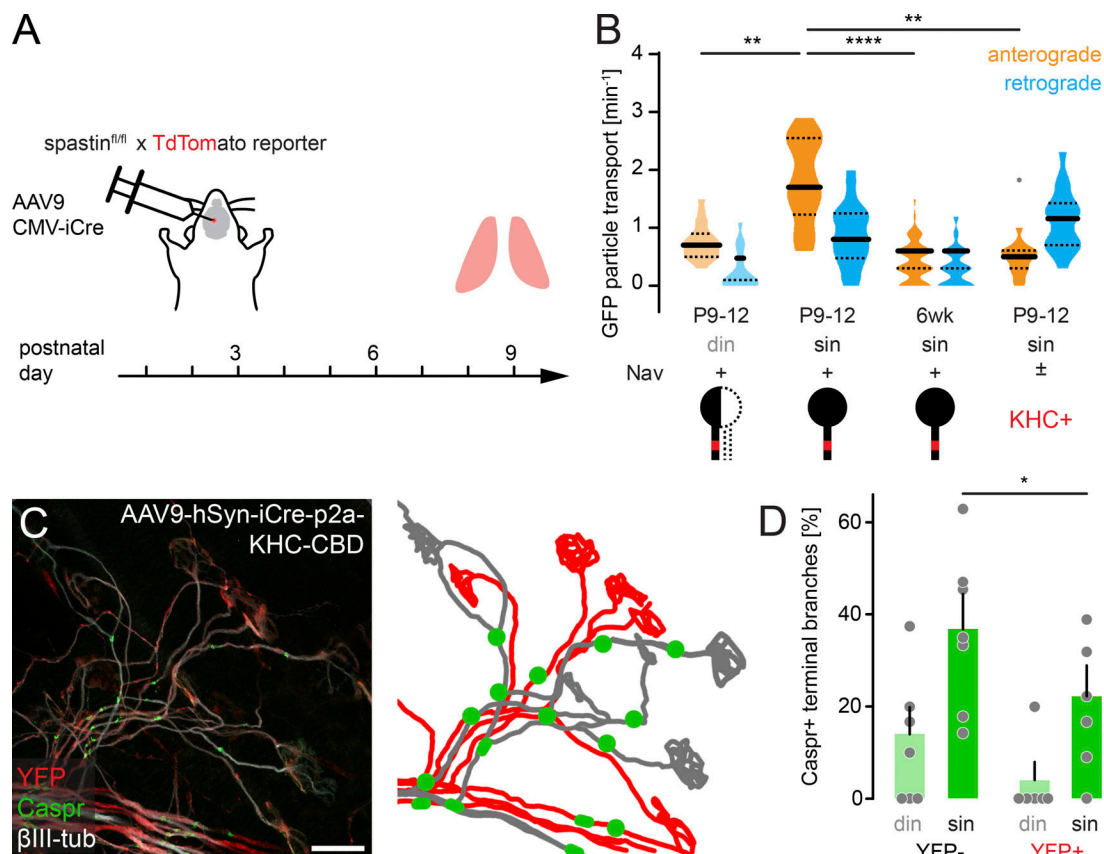 A
spastinfl/fl x TdTomato reporter
AAV9
CMV-iCre
postnatal
day
3
6
9
B
**
**
****
anterograde
retrograde
GFP particle transport [min-1]
4
3
2
1
0
P9-12
P9-12
6wk
P9-12
din
sin
sin
sin
Nav
+
+
+
±
KHC+
C
AAV9-hSyn-iCre-p2a-
KHC-CBD
YFP
Caspr
βIII-tub
D
*
Caspr+ terminal branches [%]
60
40
20
0
din
sin
din
sin
YFP-
YFP+